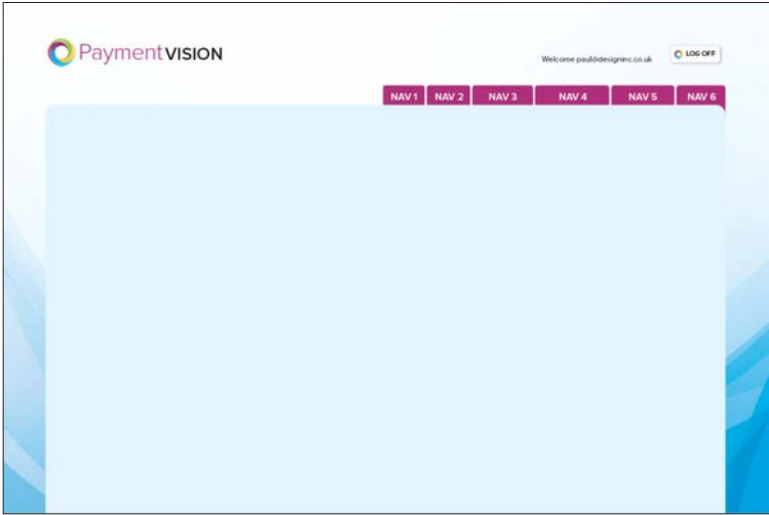 PaymentVISION
Welcome paul@designinc.co.uk
LOG OFF
NAV 1 NAV 2 NAV 3 NAV 4 NAV 5 NAV 6